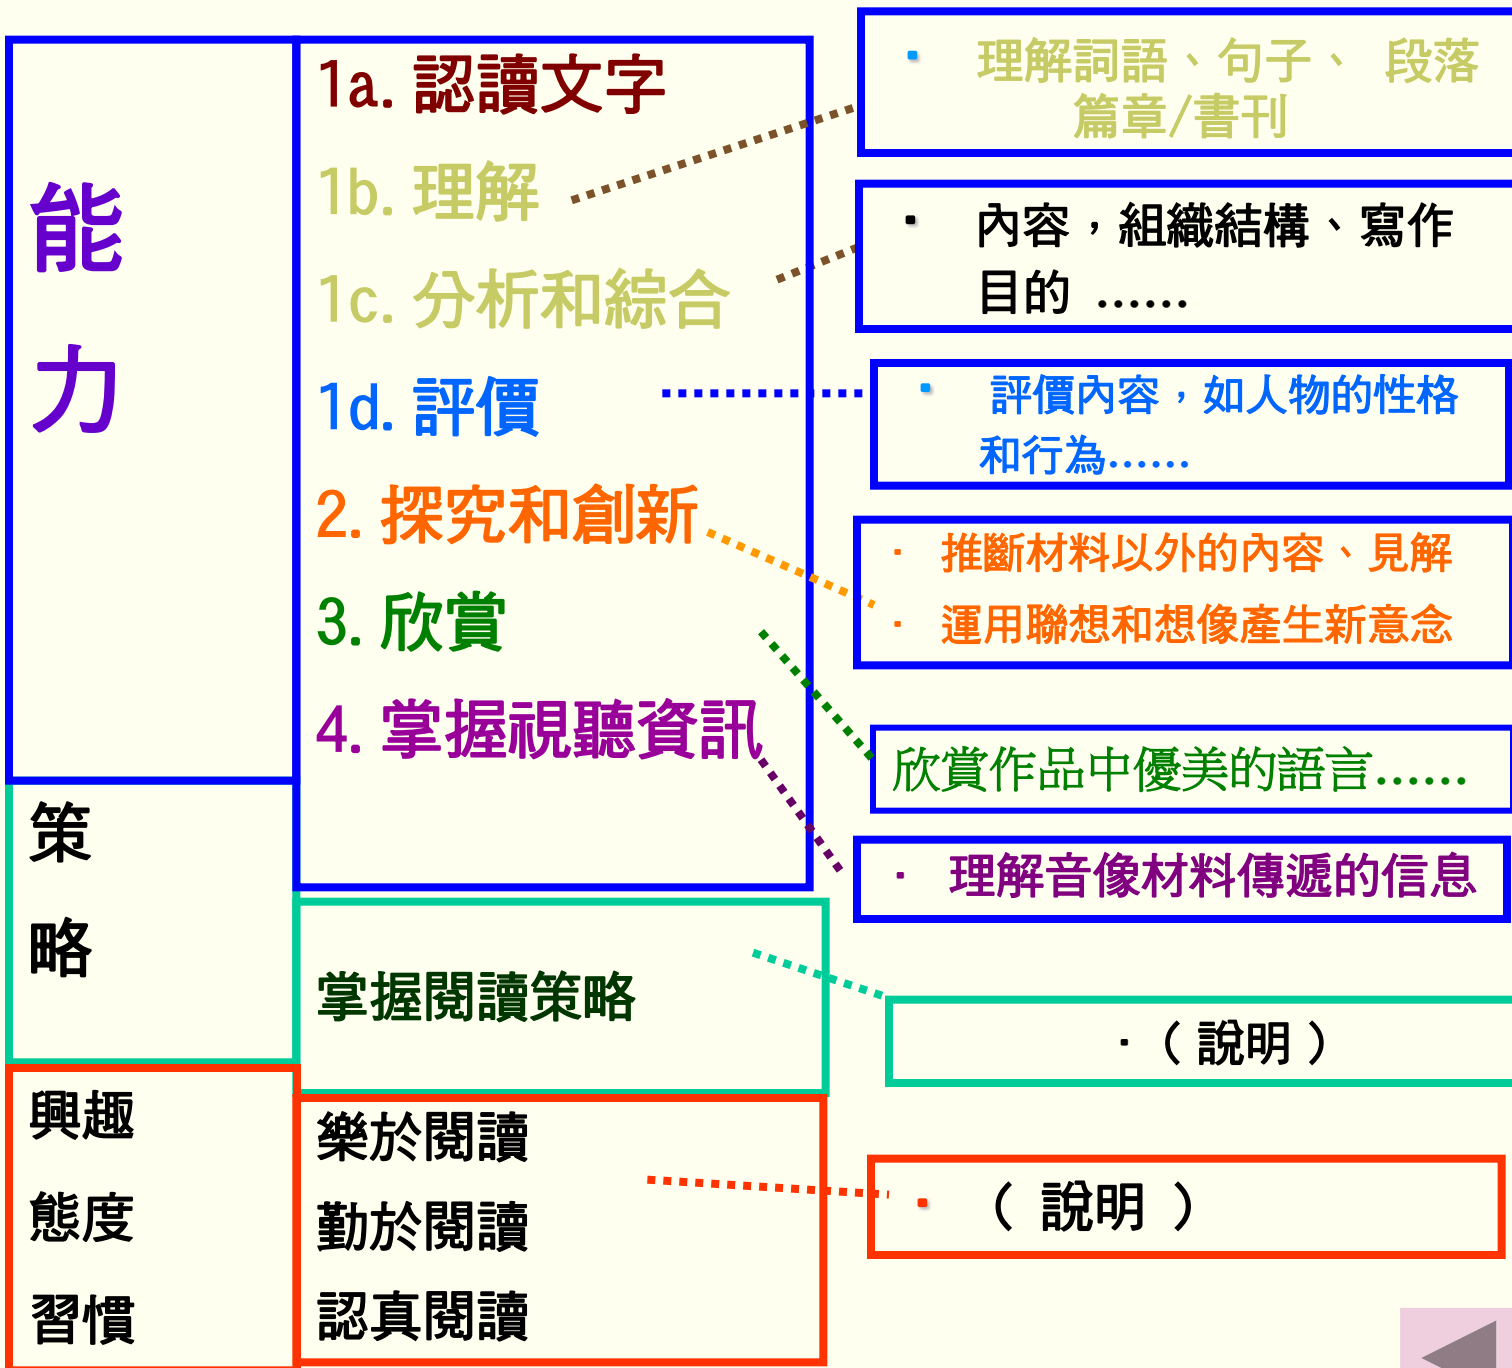 能
力
1a. 認讀文字
1b. 理解
1c. 分析和綜合
1d. 評價
2. 探究和創新
3. 欣賞
4. 掌握視聽資訊
▪ 理解詞語、句子、 段落
篇章/書刊
▪ 內容，組織結構、寫作
目的 ……
▪ 評價內容，如人物的性格
和行為……
▪ 推斷材料以外的內容、見解
▪ 運用聯想和想像產生新意念
欣賞作品中優美的語言……
▪ 理解音像材料傳遞的信息
策
略
掌握閱讀策略
▪（ 說明 ）
興趣
態度
習慣
樂於閱讀
勤於閱讀
認真閱讀
▪ （ 說明 ）